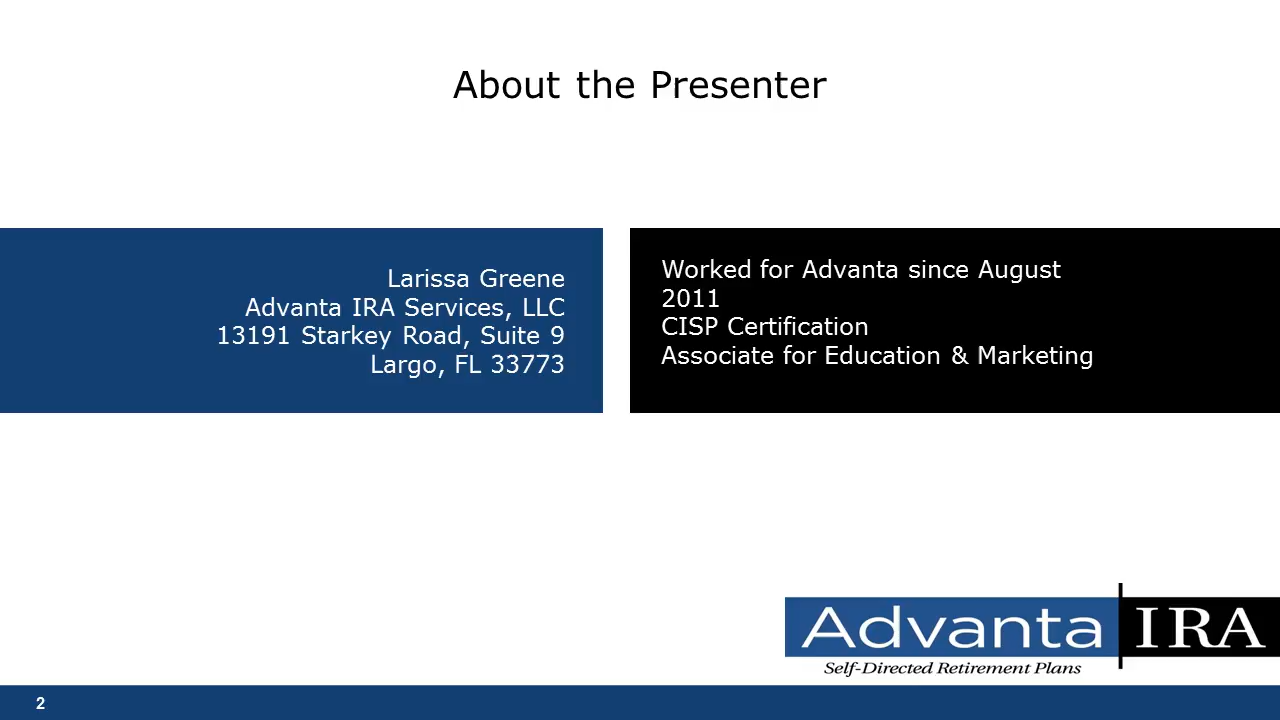 About the Presenter
Larissa Greene
Advanta IRA Services, LLC
13191 Starkey Road, Suite 9
Largo, FL 33773
Worked for Advanta since August
2011
CISP Certification
Associate for Education & Marketing
Advanta IRA
Self-Directed Retirement Plans
2